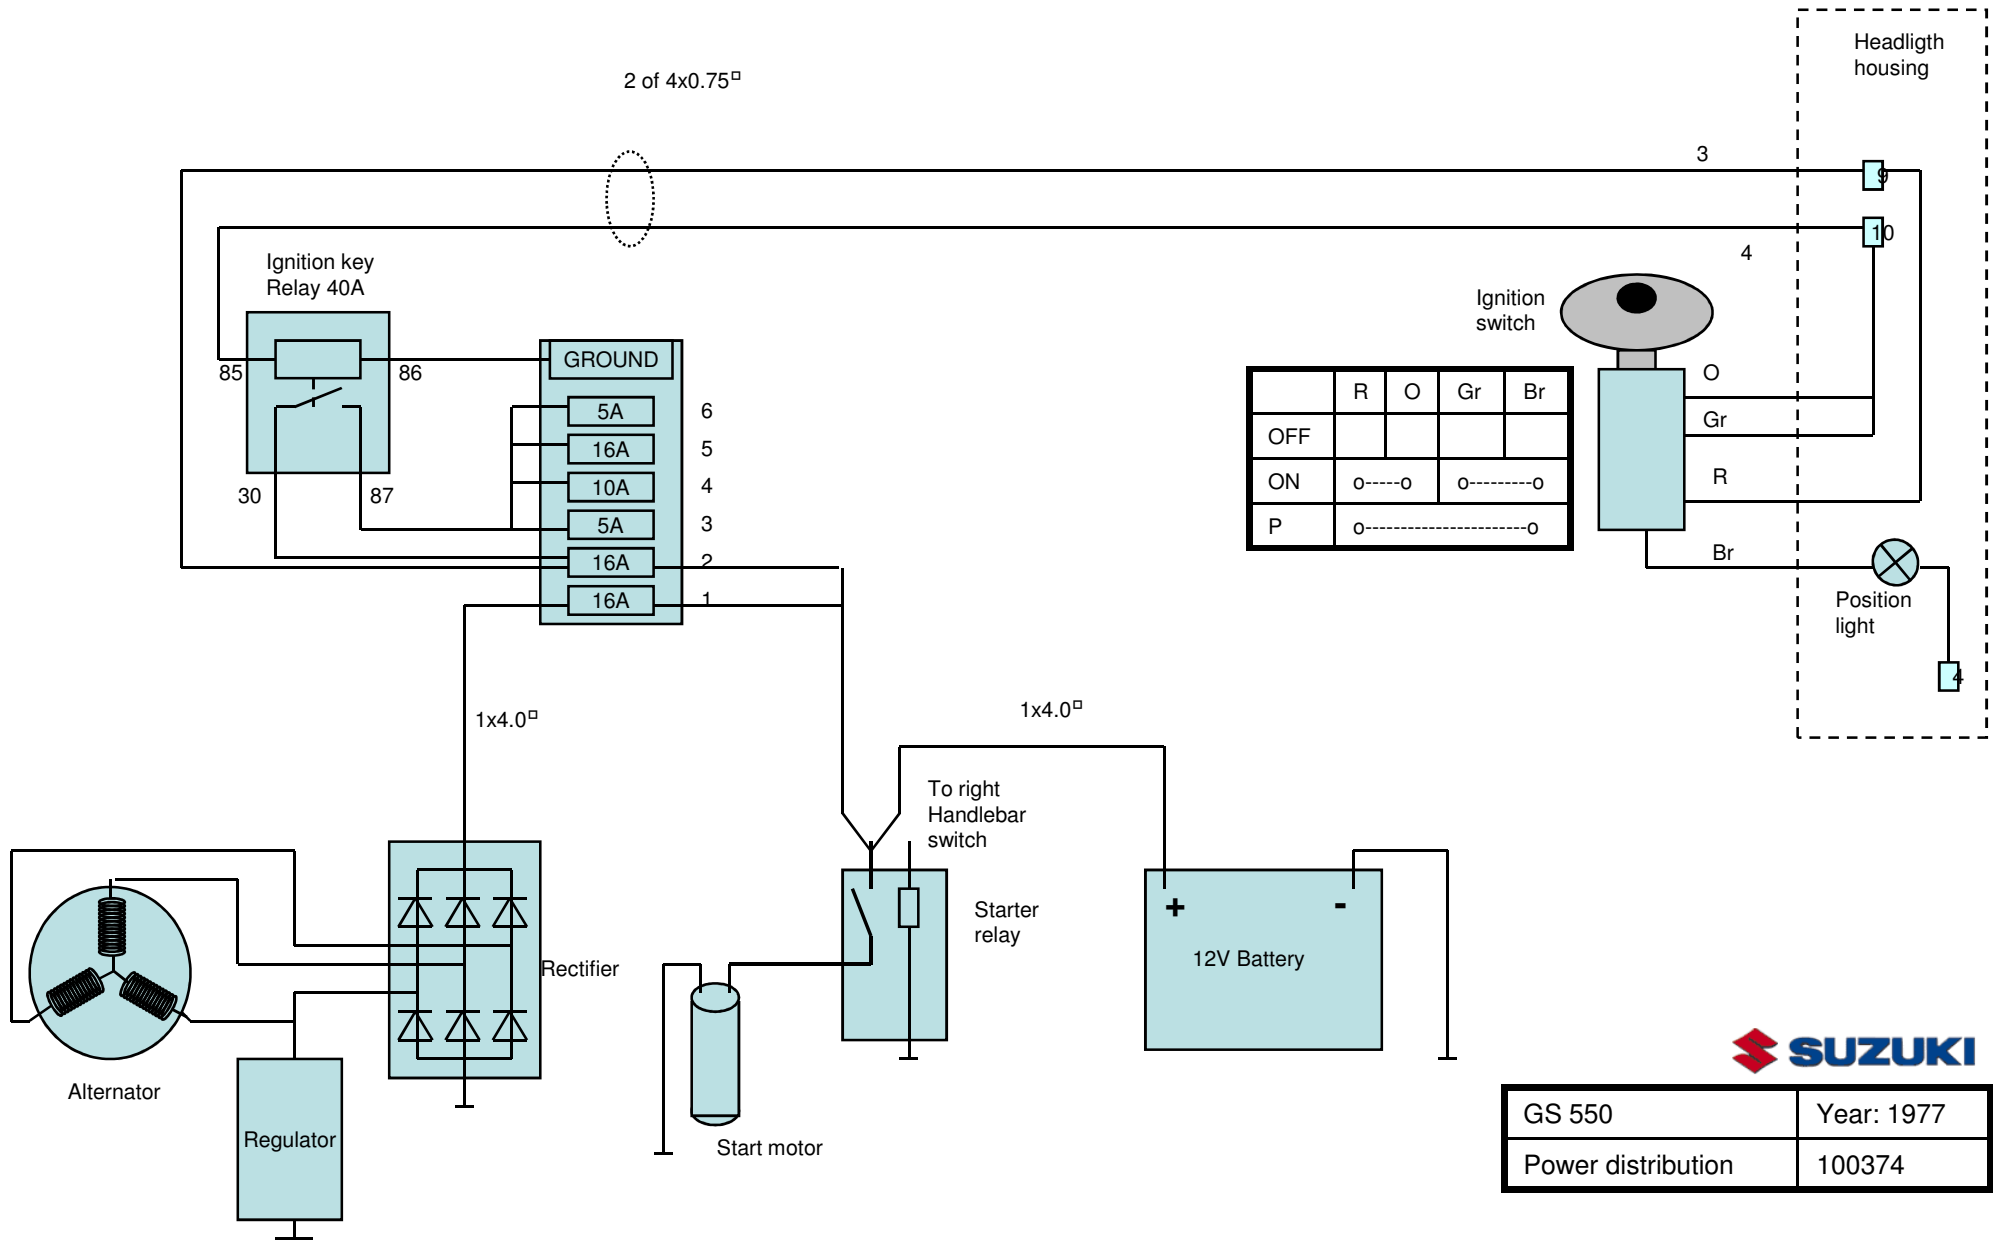 Headligth
housing
2 of 4x0.75□
3
9
10
4
Ignition key
Relay 40A
Ignition
switch
85
86
GROUND
O
R O Gr Br
5A 6
Gr
OFF
16A 5
R
ON o-----o o---------o
30
87
10A 4
5A 3
P o-----------------------o
Br
16A 2
16A 1
Position
light
4
1x4.0□
1x4.0□
To right
Handlebar
switch
+ -
Starter
relay
12V Battery
Rectifier
Alternator
Regulator
Start motor
SUZUKI
GS 550 Year: 1977
Power distribution 100374